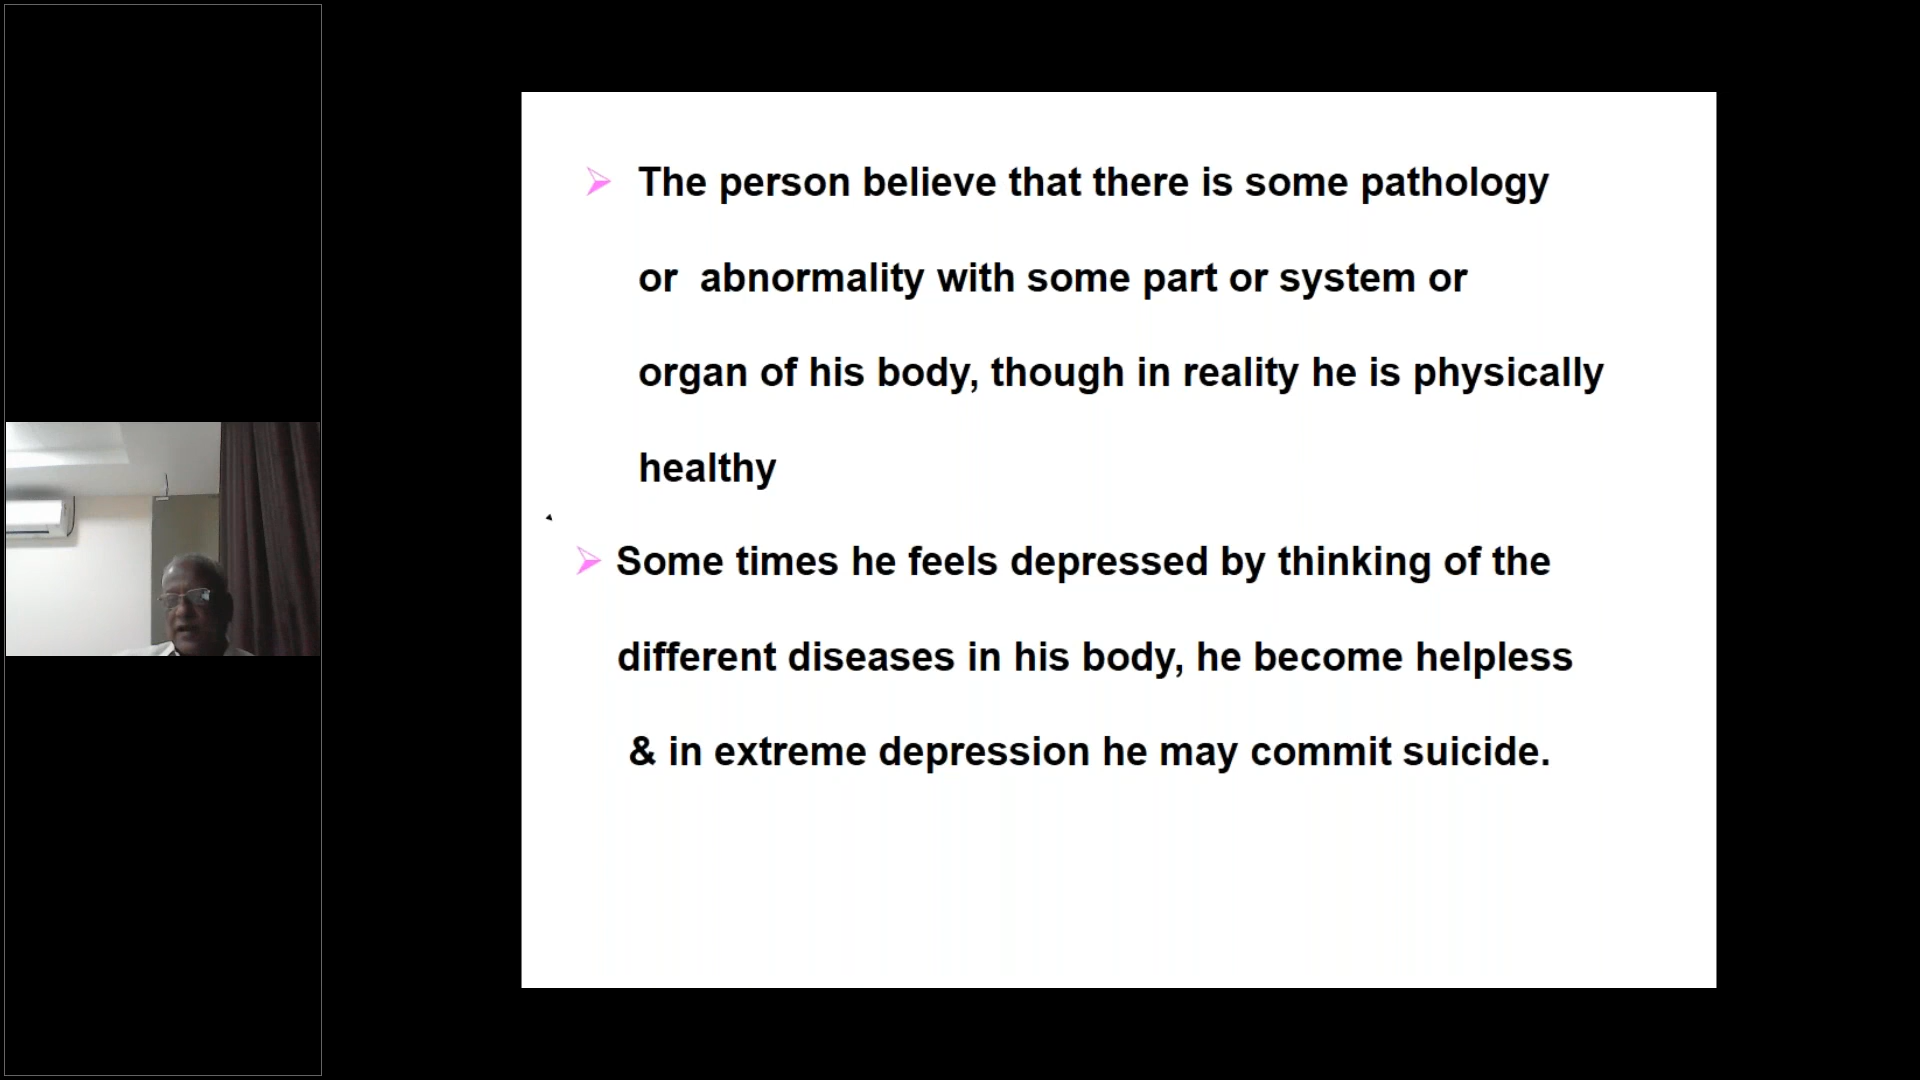 The person believe that there is some pathology
or abnormality with some part or system or
organ of his body, though in reality he is physically
healthy
Some times he feels depressed by thinking of the
different diseases in his body, he become helpless
& in extreme depression he may commit suicide.